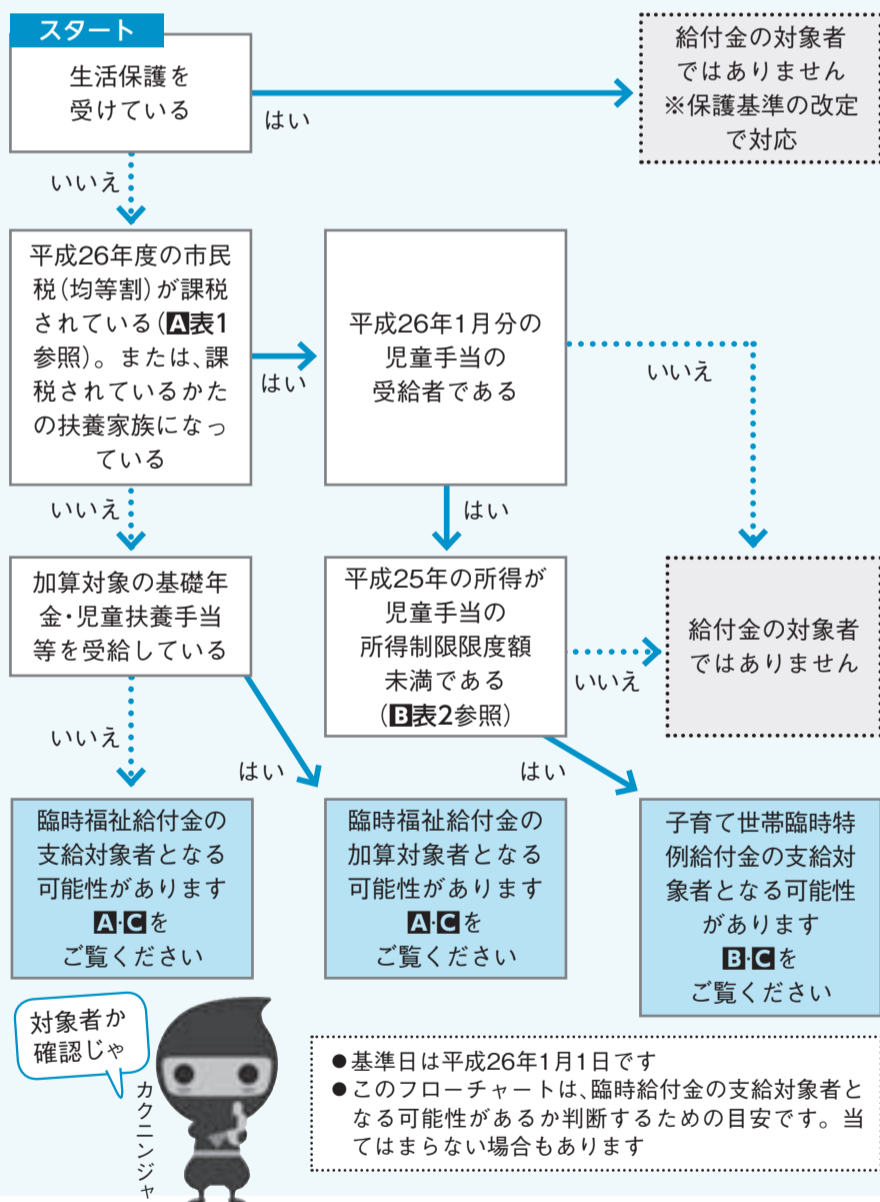 スタート
生活保護を
受けている
はい
給付金の対象者
ではありません
※保護基準の改定
で対応
いいえ
平成26年度の市民
税（均等割）が課税
されている（A表1
参照）。または、課
税されているかた
の扶養家族になっ
ている
はい
平成26年1月分の
児童手当の
受給者である
いいえ
いいえ
はい
加算対象の基礎年
金・児童扶養手当
等を受給している
平成25年の所得が
児童手当の
所得制限限度額
未満である
（B表2参照）
いいえ
給付金の対象者
ではありません
いいえ
はい
はい
臨時福祉給付金の
支給対象者となる
可能性があります
A・Cを
ご覧ください
臨時福祉給付金の
加算対象者となる
可能性があります
A・Cを
ご覧ください
子育て世帯臨時特
例給付金の支給対
象者となる可能性
があります
B・Cを
ご覧ください
対象者か
確認じゃ
カクニンジャ
●基準日は平成26年1月1日です
●このフローチャートは、臨時給付金の支給対象者と
なる可能性があるか判断するための目安です。当
てはまらない場合もあります